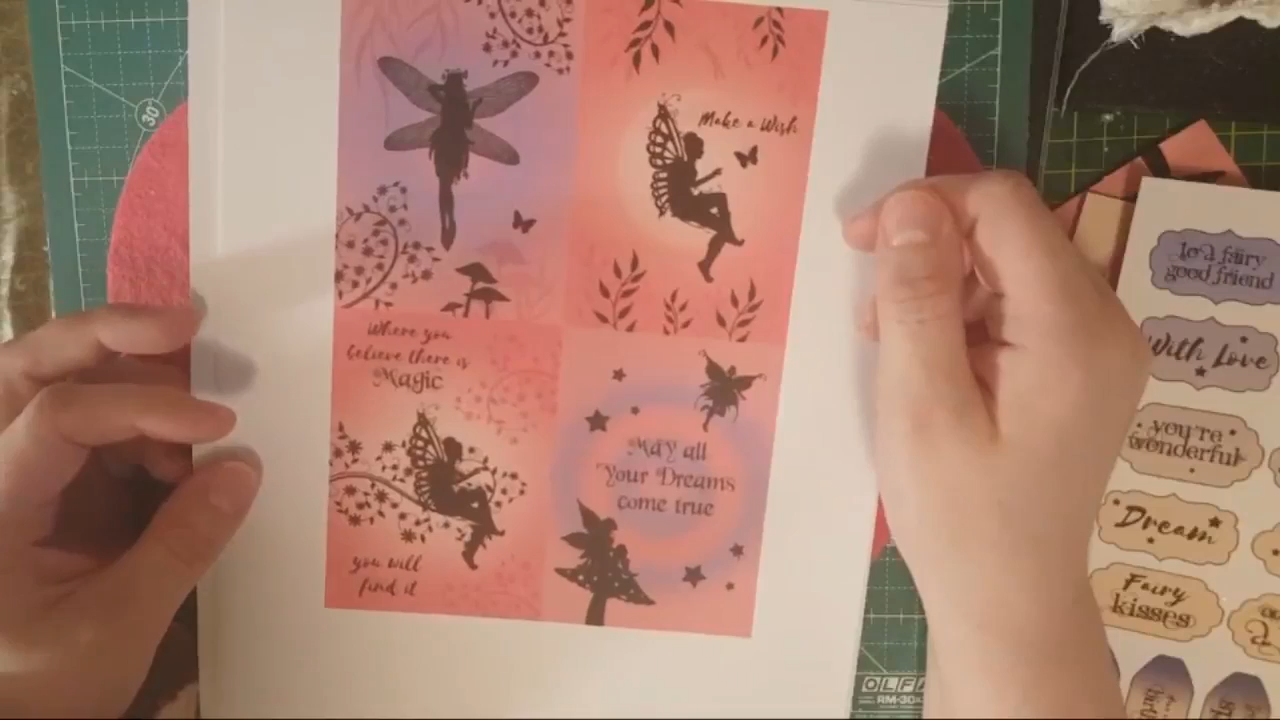 Make a Wish
Where you
believe there is
Magic
you will
find it
May all
Your Dreams
come true
to a fairy
good friend
With Love
you're
wonderful
Dream
Fairy
kisses
30°
OLFA